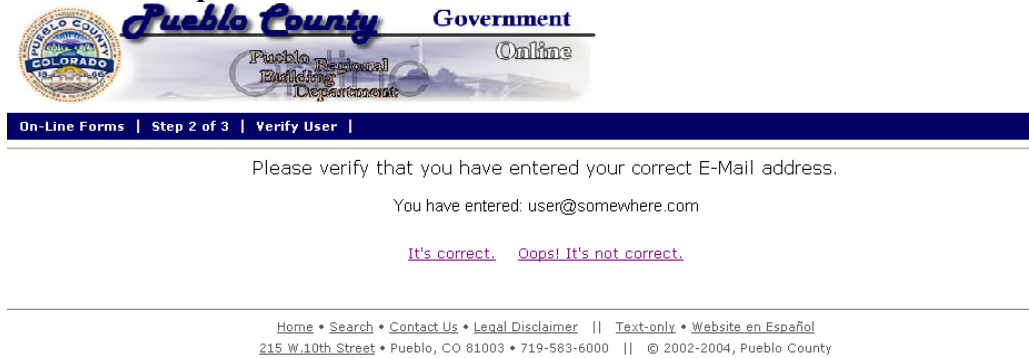 Pueblo County Government
Online
Pueblo Regional
Building
Department
PUEBLO COUNTY
COLORADO
On-Line Forms | Step 2 of 3 | Verify User |
Please verify that you have entered your correct E-Mail address.
You have entered: user@somewhere.com
It's correct. Oops! It's not correct.
Home • Search • Contact Us • Legal Disclaimer || Text-only • Website en Español
215 W.10th Street • Pueblo, CO 81003 • 719-583-6000 || © 2002-2004, Pueblo County